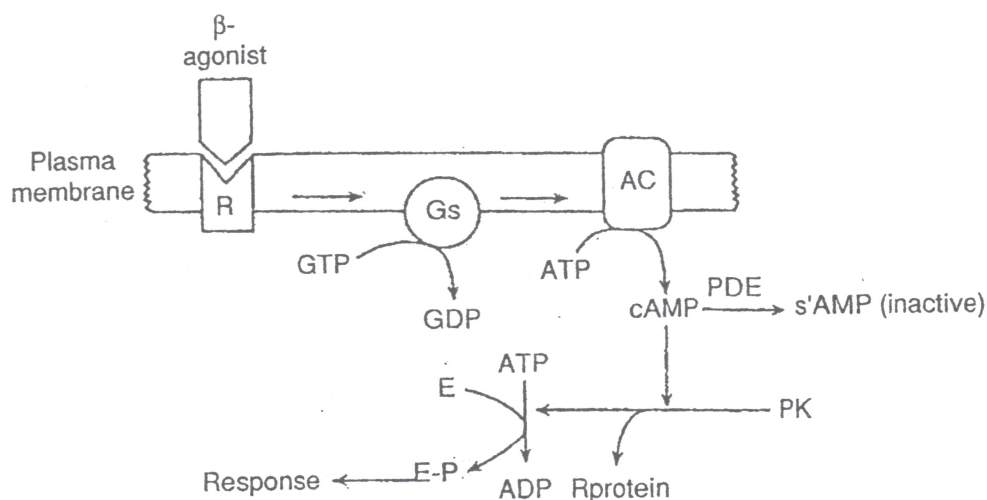 β-
agonist
Plasma
membrane
R
Gs
AC
GTP
GDP
ATP
cAMP
PDE
s'AMP (inactive)
ATP
E
PK
E-P
Response
ADP
Rprotein